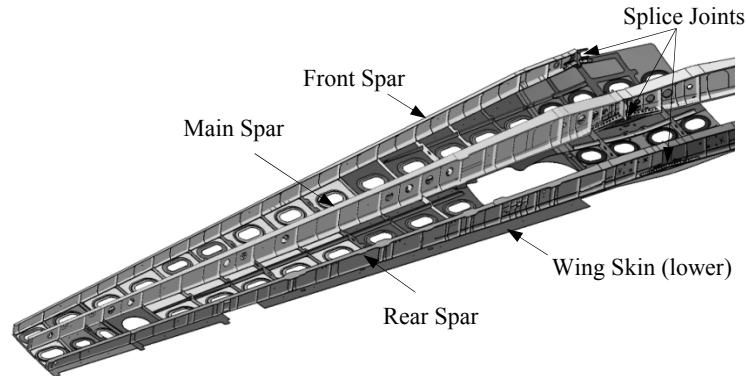 Splice Joints
Front Spar
Main Spar
Wing Skin (lower)
Rear Spar